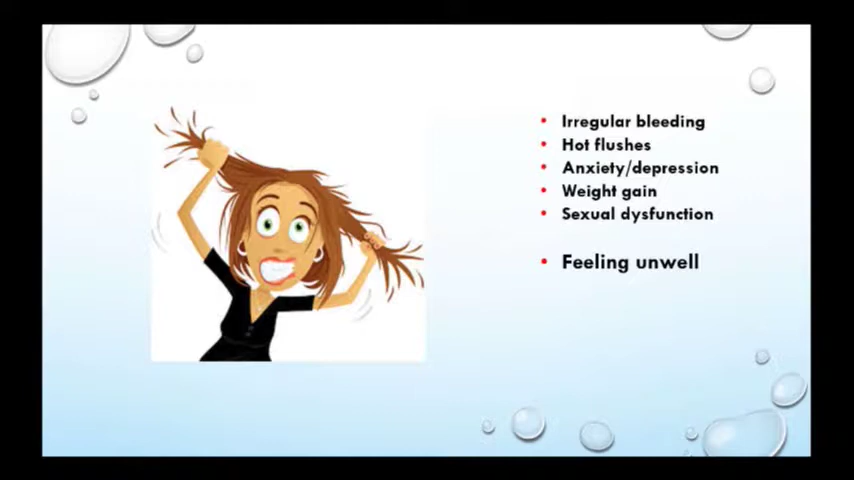 • Irregular bleeding
• Hot flushes
• Anxiety/depression
• Weight gain
• Sexual dysfunction
• Feeling unwell